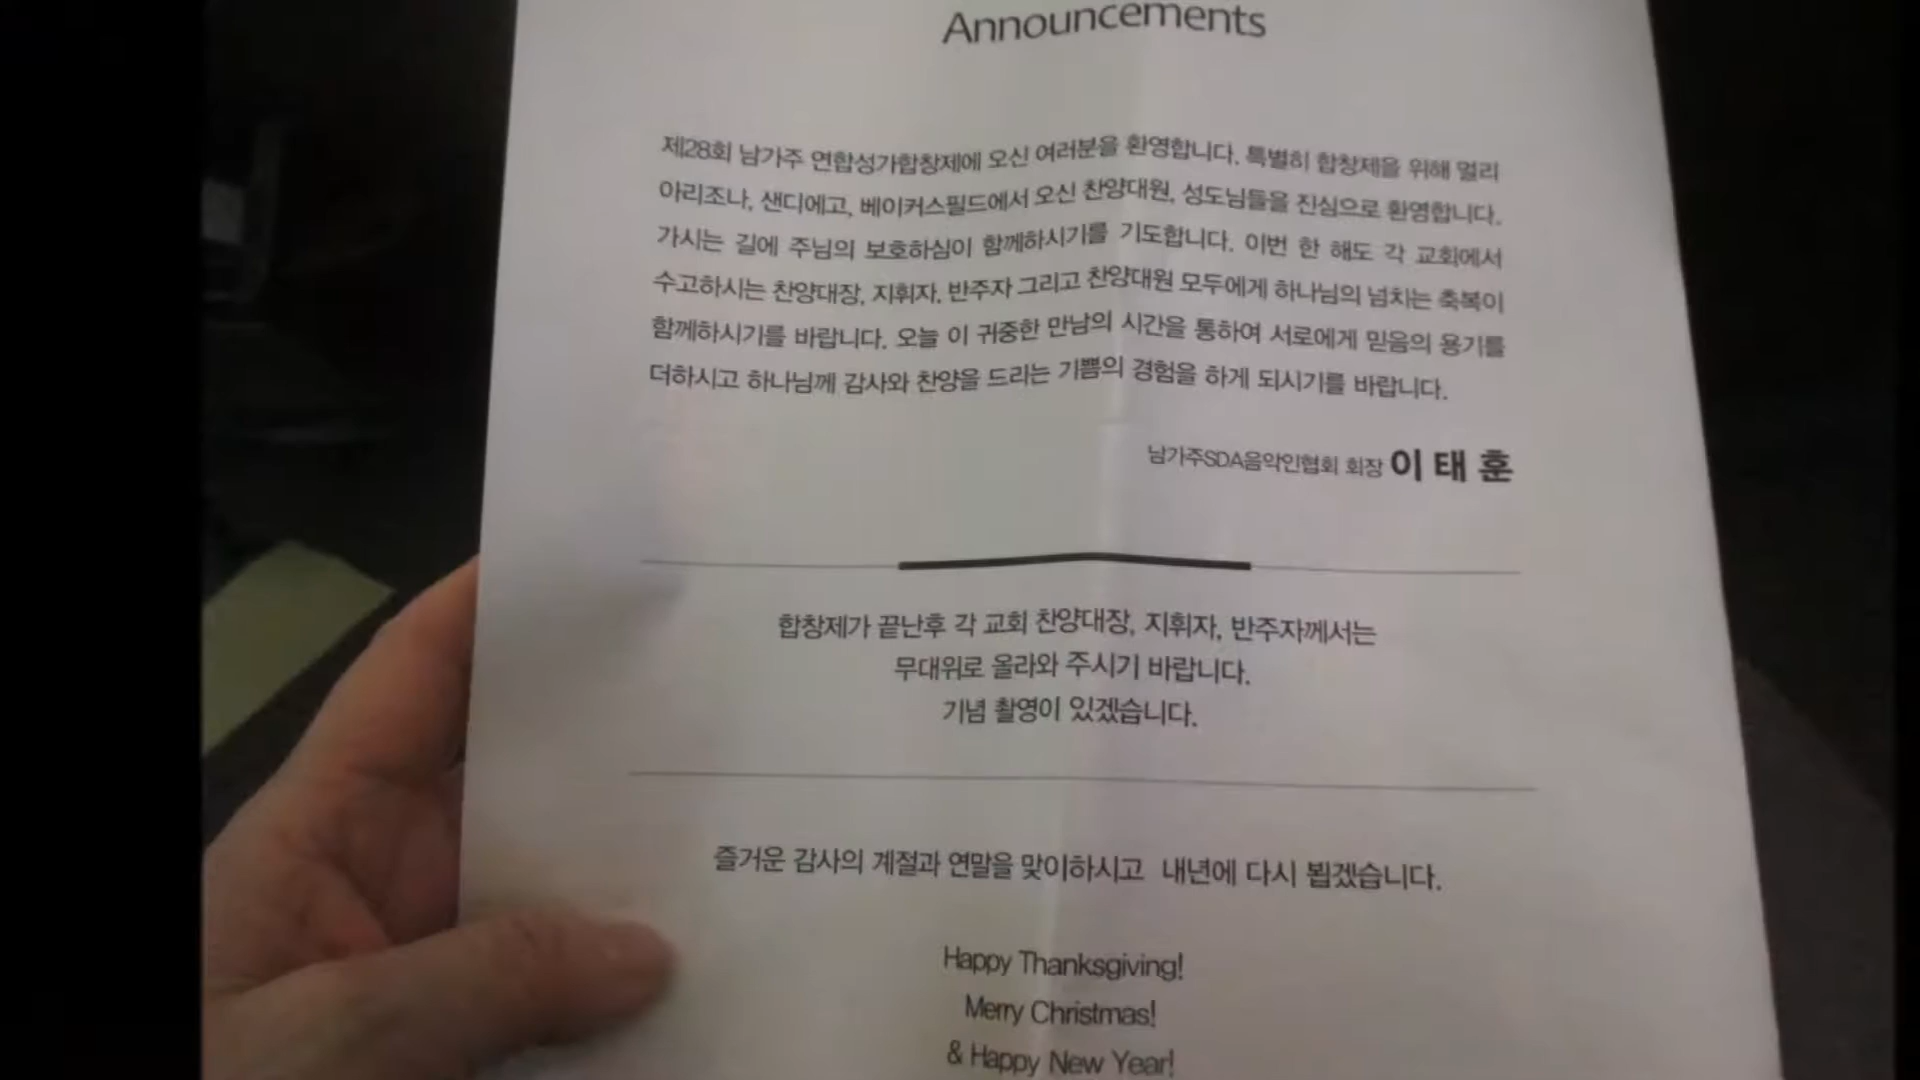 Announcements
제28회 남가주 연합성가합창제에 오신 여러분을 환영합니다. 특별히 합창제을 위해 멀리
아리조나, 샌디에고, 베이커스필드에서 오신 찬양대원, 성도님들을 진심으로 환영합니다.
가시는 길에 주님의 보호하심이 함께하시기를 기도합니다. 이번 한 해도 각 교회에서
수고하시는 찬양대장, 지휘자, 반주자 그리고 찬양대원 모두에게 하나님의 넘치는 축복이
함께하시기를 바랍니다. 오늘 이 귀중한 만남의 시간을 통하여 서로에게 믿음의 용기를
더하시고 하나님께 감사와 찬양을 드리는 기쁨의 경험을 하게 되시기를 바랍니다.
남가주SDA음악인협회 회장 이 태 훈
합창제가 끝난후 각 교회 찬양대장, 지휘자, 반주자께서는
무대위로 올라와 주시기 바랍니다.
기념 촬영이 있겠습니다.
즐거운 감사의 계절과 연말을 맞이하시고 내년에 다시 뵙겠습니다.
Happy Thanksgiving!
Merry Christmas!
& Happy New Year!